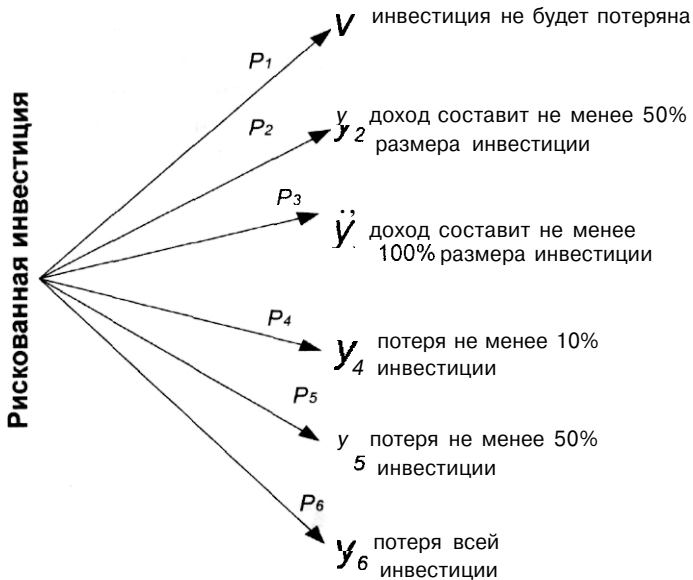 Рискованная инвестиция
P1
V инвестиция не будет потеряна
P2
y2 доход составит не менее 50%
размера инвестиции
P3
ÿ доход составит не менее
100% размера инвестиции
P4
y4 потеря не менее 10%
инвестиции
P5
y5 потеря не менее 50%
инвестиции
P6
y6 потеря всей
инвестиции